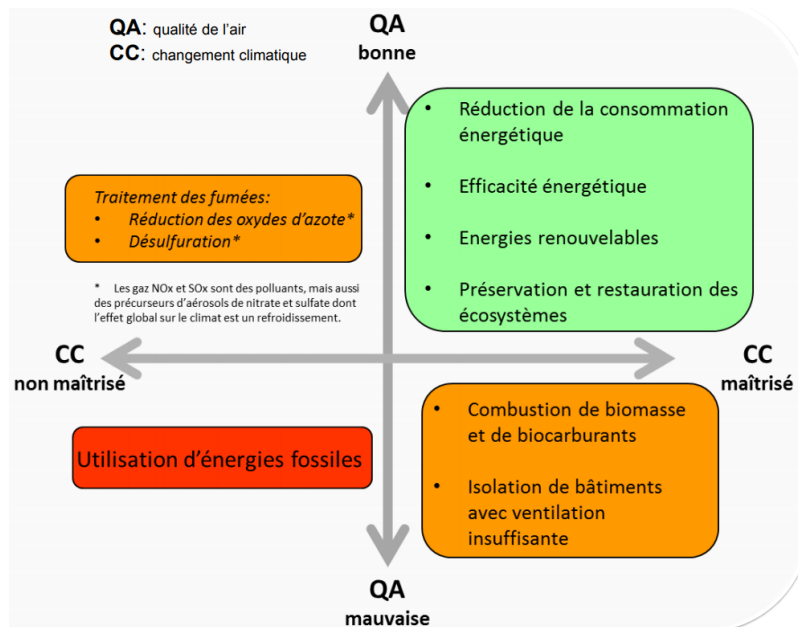 QA: qualité de l'air
CC: changement climatique
QA
bonne
• Réduction de la consommation
énergétique
• Efficacité énergétique
• Energies renouvelables
• Préservation et restauration des
écosystèmes
Traitement des fumées:
• Réduction des oxydes d'azote*
• Désulfuration*
* Les gaz NOx et SOx sont des polluants, mais aussi
des précurseurs d'aérosols de nitrate et sulfate dont
l'effet global sur le climat est un refroidissement.
CC
non maîtrisé
CC
maîtrisé
Utilisation d'énergies fossiles
• Combustion de biomasse
et de biocarburants
• Isolation de bâtiments
avec ventilation
insuffisante
QA
mauvaise